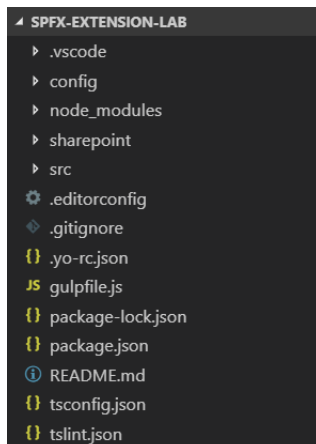 SPFX-EXTENSION-LAB
.vscode
config
node_modules
sharepoint
src
.editorconfig
.gitignore
{} .yo-rc.json
JS gulpfile.js
{} package-lock.json
{} package.json
README.md
{} tsconfig.json
{} tslint.json